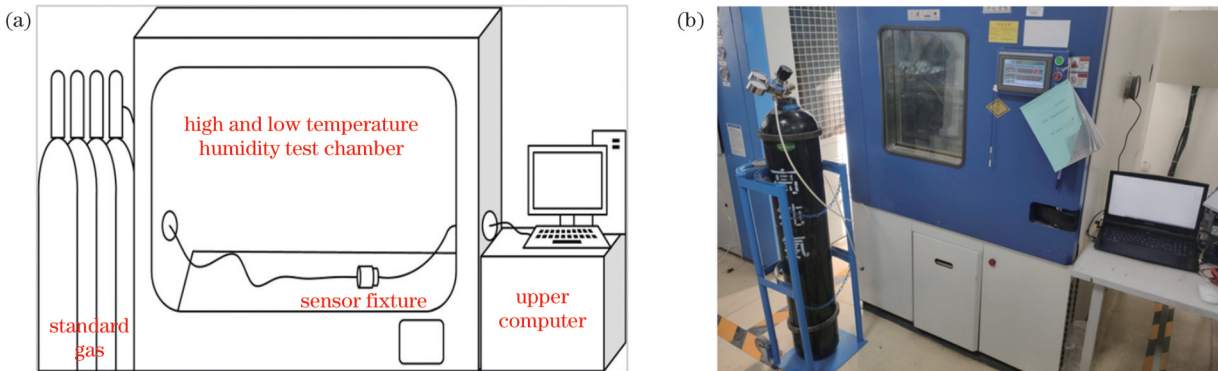 (a)
high and low temperature
humidity test chamber
sensor fixture
standard
gas
upper
computer
(b)
高纯氮